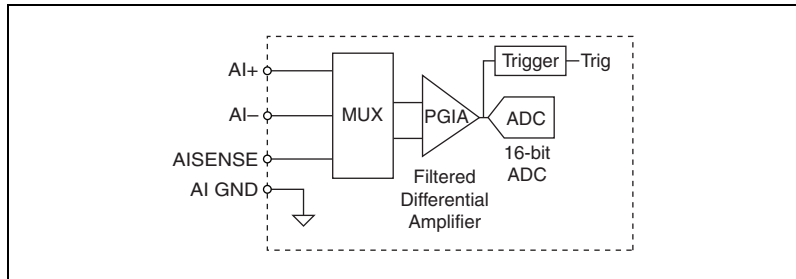 AI+
AI–
AISENSE
AI GND
MUX
PGIA
Filtered
Differential
Amplifier
Trigger
Trig
ADC
16-bit
ADC